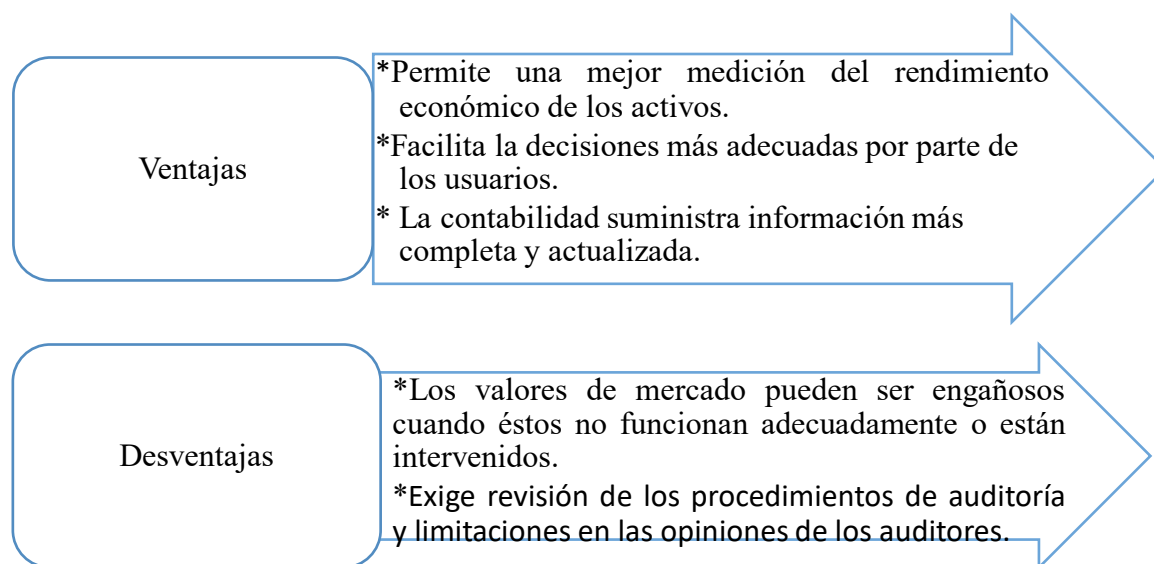 Ventajas
*Permite una mejor medición del rendimiento
económico de los activos.
*Facilita la decisiones más adecuadas por parte de
los usuarios.
* La contabilidad suministra información más
completa y actualizada.
Desventajas
*Los valores de mercado pueden ser engañosos
cuando éstos no funcionan adecuadamente o están
intervenidos.
*Exige revisión de los procedimientos de auditoría
y limitaciones en las opiniones de los auditores.